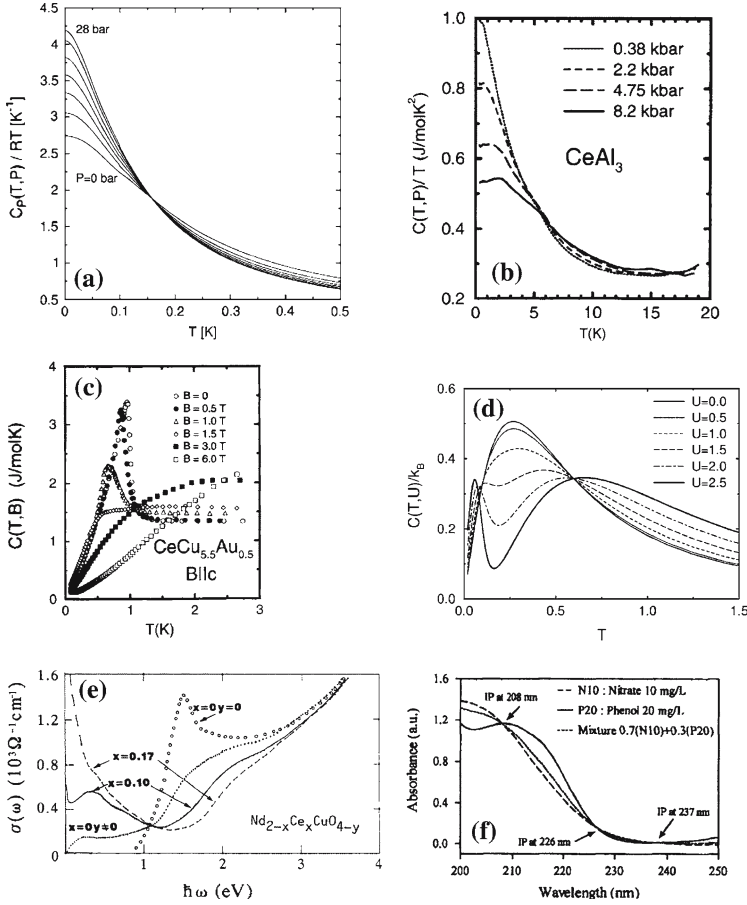 28 bar
P=0 bar
C_P(T,P) / RT [K⁻¹]
4.5
4
3.5
3
2.5
2
1.5
1
0.5
(a)
0
0.1
0.2
0.3
0.4
0.5
T [K]
C(T,P)/ T (J/molK²)
1.0
0.8
0.6
0.4
0.2
0.38 kbar
2.2 kbar
4.75 kbar
8.2 kbar
CeAl₃
(b)
0
5
10
15
20
T(K)
(c)
C(T,B) (J/molK)
4
3
2
1
0
B = 0
B = 0.5 T
B = 1.0 T
B = 1.5 T
B = 3.0 T
B = 6.0 T
CeCu₅.₅Au₀.₅
BIIc
0
1
2
3
T(K)
(d)
C(T,U)/k_B
0.6
0.4
0.2
0.0
U=0.0
U=0.5
U=1.0
U=1.5
U=2.0
U=2.5
0.0
0.5
1.0
1.5
T
(e)
σ(ω) (10³Ω⁻¹cm⁻¹)
1.6
1.2
0.8
0.4
0
x=0y=0
x=0.17
x=0.10
x=0y≠0
Nd₂₋ₓCeₓCuO₄₋y
0
1
2
3
4
ħω (eV)
Absorbance (a.u.)
1.6
1.2
0.8
0.4
0.0
IP at 208 nm
N10 : Nitrate 10 mg/L
P20 : Phenol 20 mg/L
Mixture 0.7(N10)+0.3(P20)
IP at 237 nm
IP at 226 nm
(f)
200
210
220
230
240
250
Wavelength (nm)